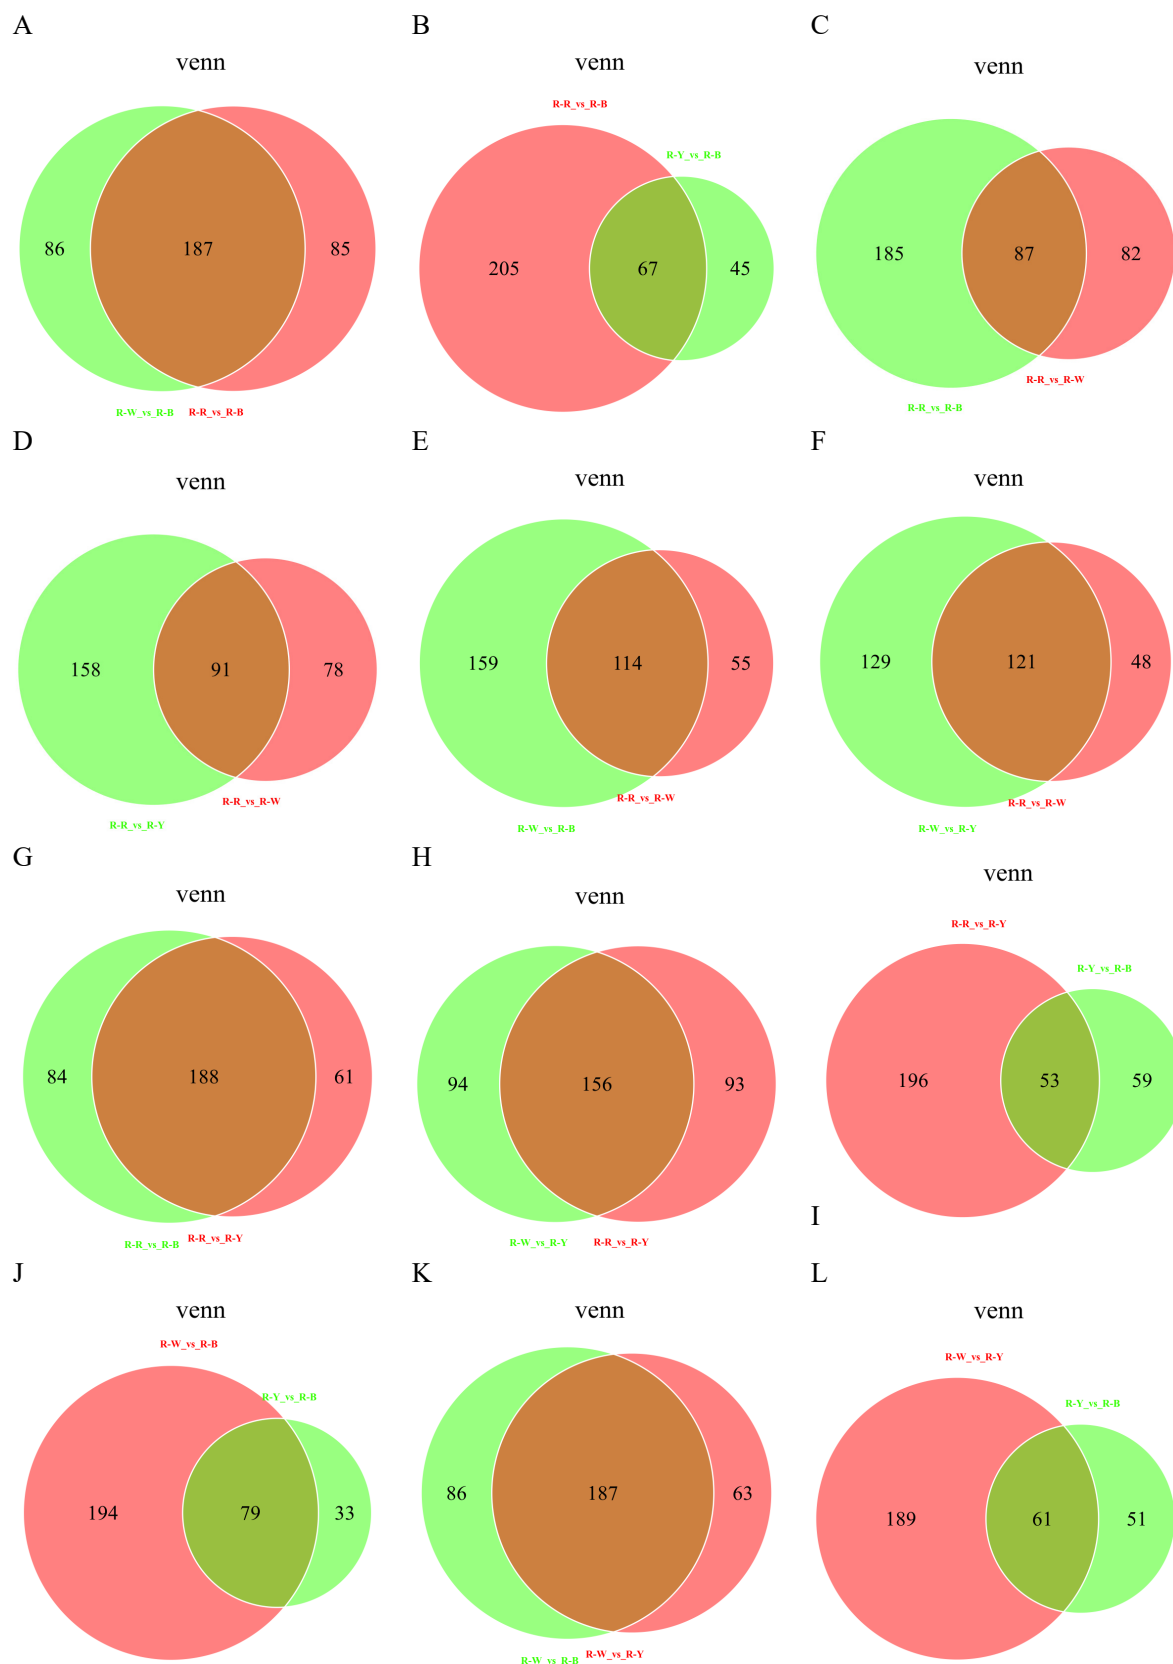 A
venn
86
187
85
R-W_vs_R-B
R-R_vs_R-B
B
venn
R-R_vs_R-B
R-Y_vs_R-B
205
67
45
C
venn
185
87
82
R-R_vs_R-W
R-R_vs_R-B
D
venn
158
91
78
R-R_vs_R-W
R-R_vs_R-Y
E
venn
159
114
55
R-R_vs_R-W
R-W_vs_R-B
F
venn
129
121
48
R-R_vs_R-W
R-W_vs_R-Y
G
venn
84
188
61
R-R_vs_R-B
R-R_vs_R-Y
H
venn
94
156
93
R-W_vs_R-Y
R-R_vs_R-Y
venn
R-R_vs_R-Y
R-Y_vs_R-B
196
53
59
I
J
venn
R-W_vs_R-B
R-Y_vs_R-B
194
79
33
K
venn
86
187
63
R-W_vs_R-B
R-W_vs_R-Y
L
venn
R-W_vs_R-Y
R-Y_vs_R-B
189
61
51